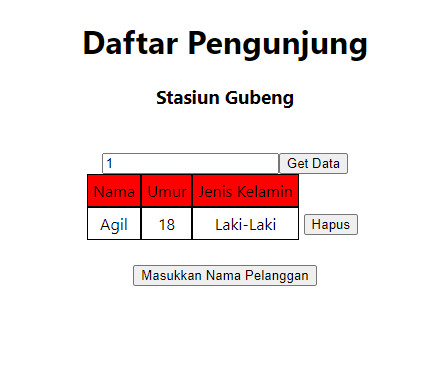 Daftar Pengunjung
Stasiun Gubeng
1 Get Data
Nama Umur Jenis Kelamin
Agil 18 Laki-Laki Hapus
Masukkan Nama Pelanggan